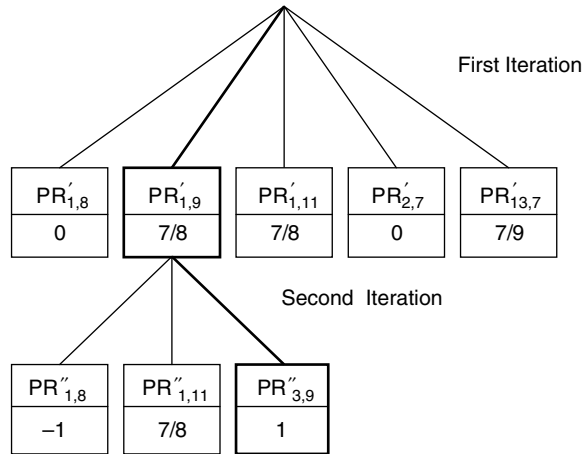 First Iteration
PR′1,8
PR′1,9
PR′1,11
PR′2,7
PR′13,7
0
7/8
7/8
0
7/9
Second Iteration
PR″1,8
PR″1,11
PR″3,9
–1
7/8
1